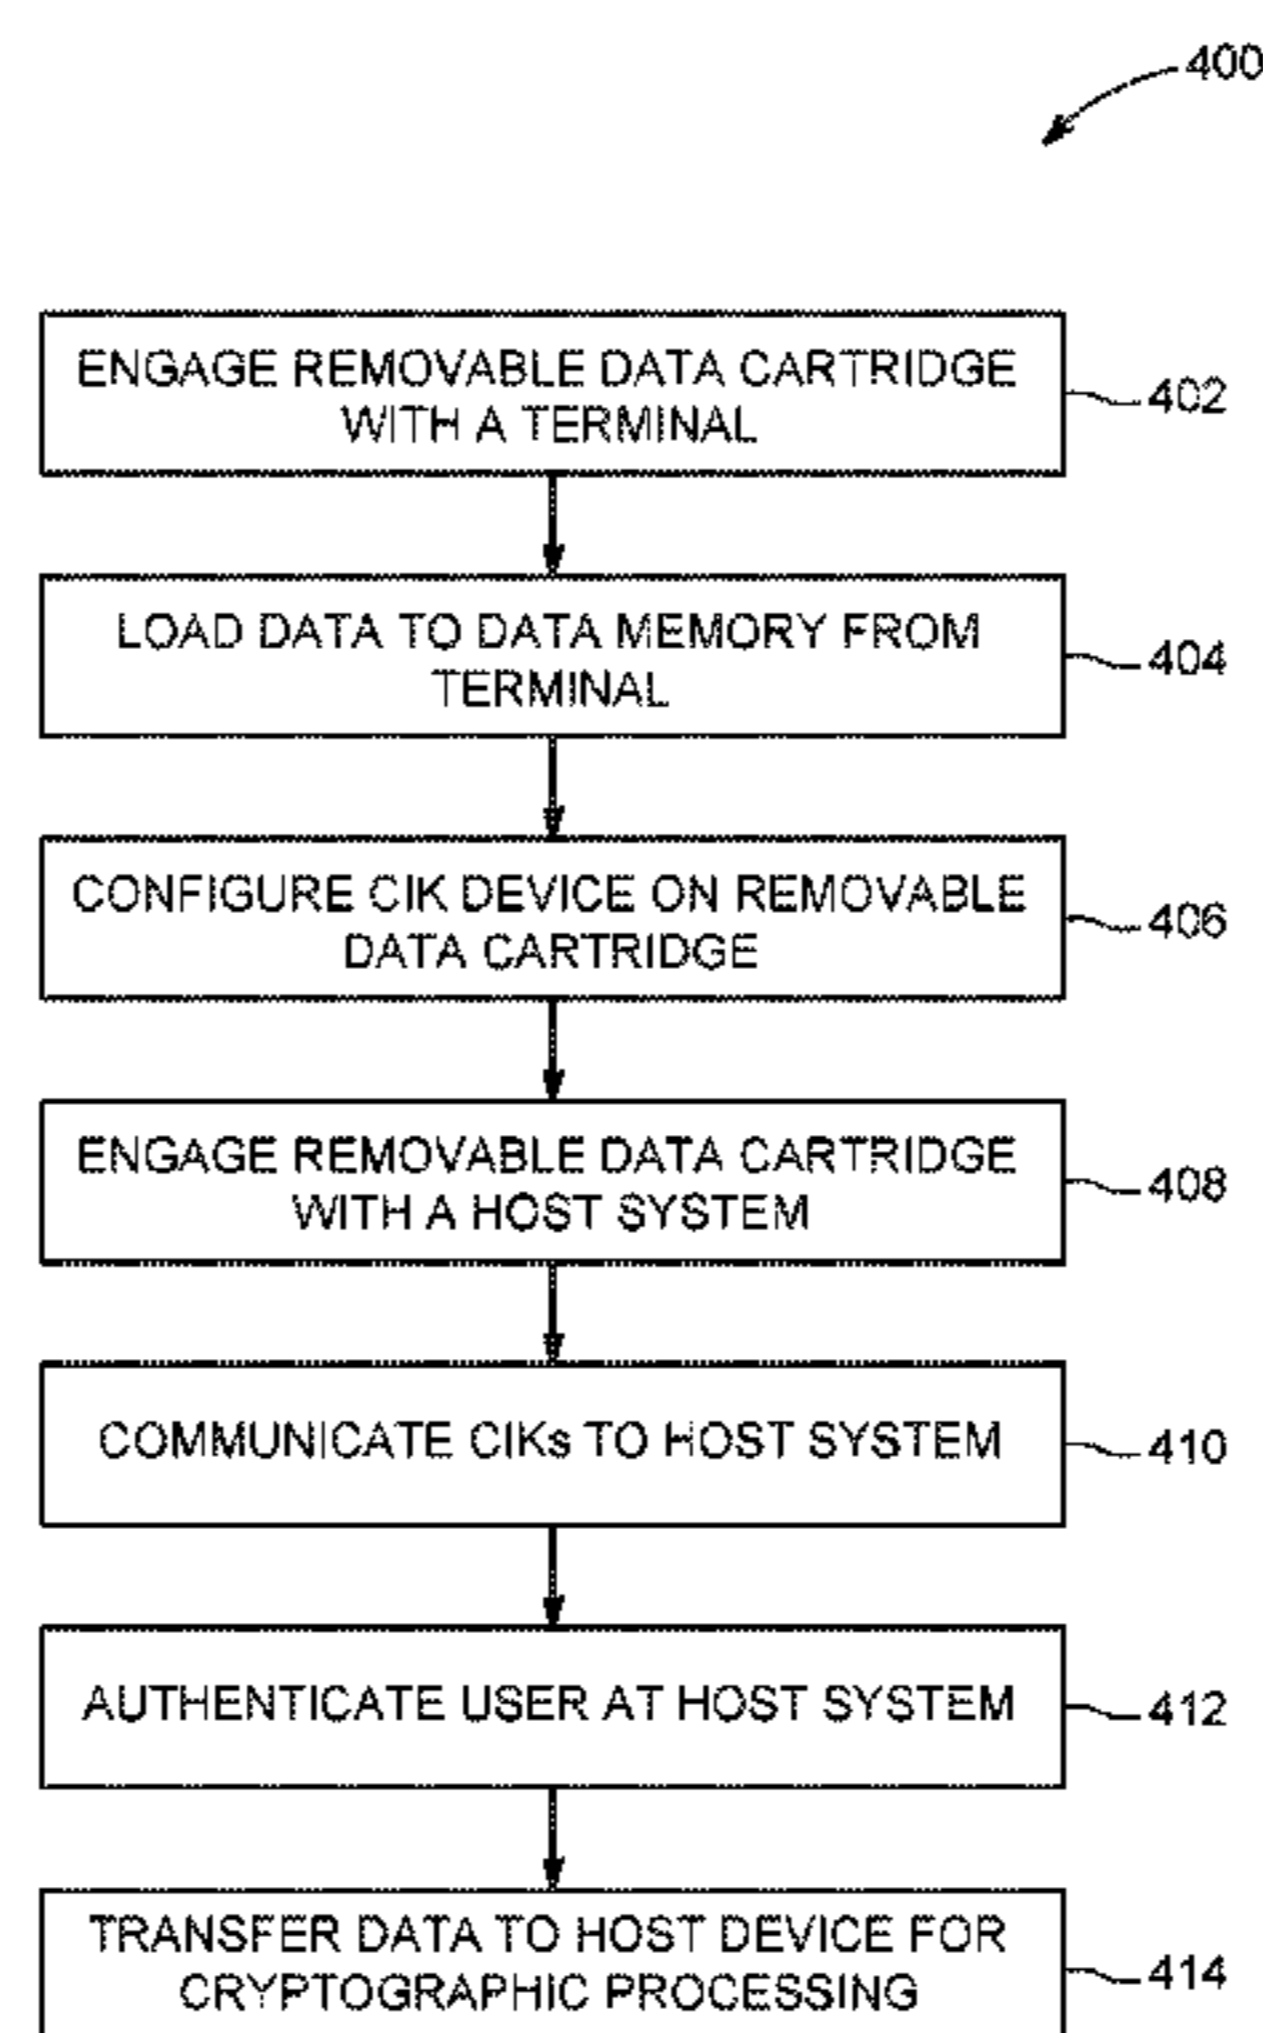 400
ENGAGE REMOVABLE DATA CARTRIDGE
WITH A TERMINAL
402
LOAD DATA TO DATA MEMORY FROM
TERMINAL
404
CONFIGURE CIK DEVICE ON REMOVABLE
DATA CARTRIDGE
406
ENGAGE REMOVABLE DATA CARTRIDGE
WITH A HOST SYSTEM
408
COMMUNICATE CIKs TO HOST SYSTEM
410
AUTHENTICATE USER AT HOST SYSTEM
412
TRANSFER DATA TO HOST DEVICE FOR
CRYPTOGRAPHIC PROCESSING
414